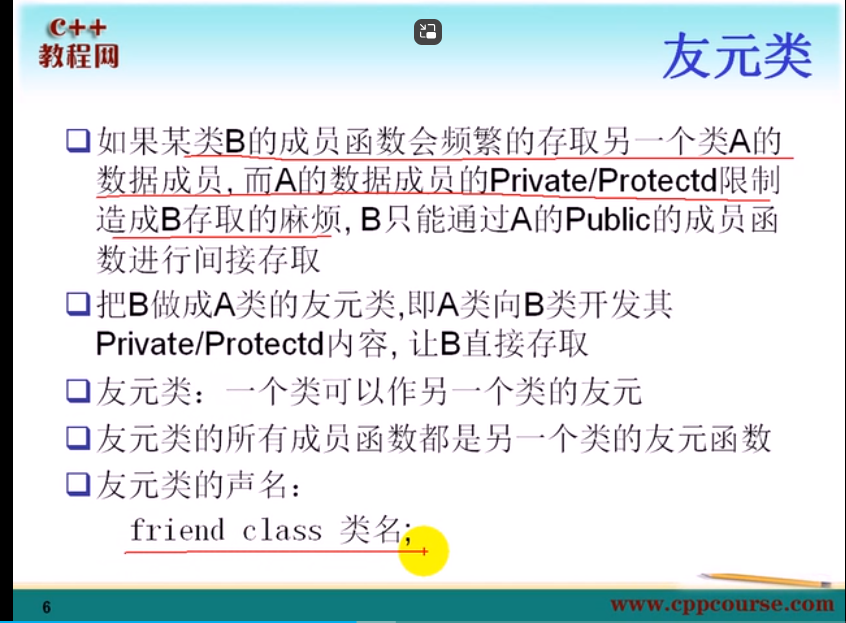 C++
教程网
友元类
如果某类B的成员函数会频繁的存取另一个类A的
数据成员, 而A的数据成员的Private/Protectd限制
造成B存取的麻烦, B只能通过A的Public的成员函
数进行间接存取
把B做成A类的友元类,即A类向B类开发其
Private/Protectd内容, 让B直接存取
友元类：一个类可以作另一个类的友元
友元类的所有成员函数都是另一个类的友元函数
友元类的声名：
friend class 类名;
6
www.cppcourse.com